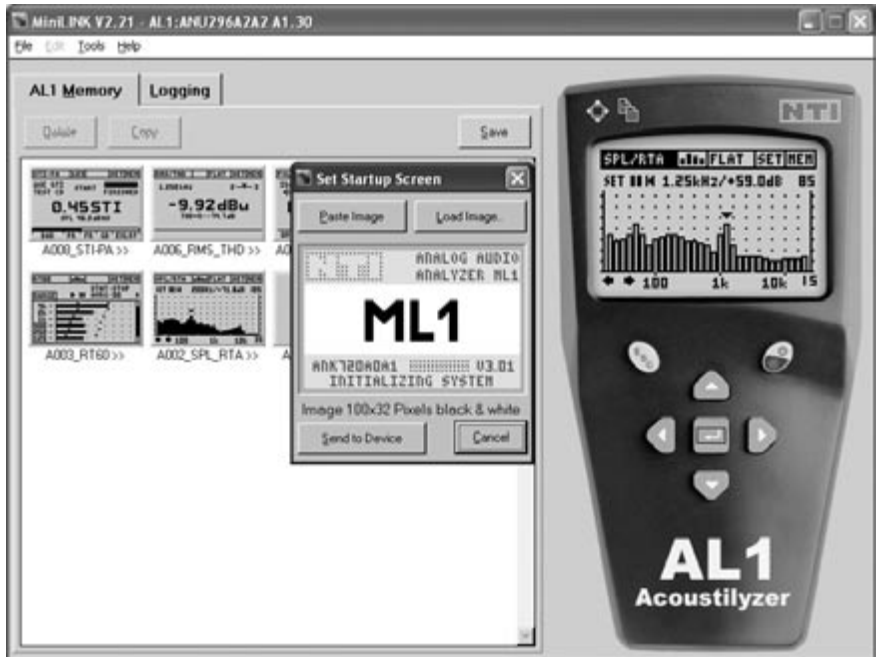 MiniLINK V2.21 - AL1:ANU296A2A2 A1.30
File Edit Tools Help
AL1 Memory
Logging
Delete
Copy
Save
0.45STI
A008_STI-PA >>
-9.92dBu
A006_RMS_THD >>
A003_RT60 >>
A002_SPL_RTA >>
Set Startup Screen
Paste Image
Load Image..
ANALOG AUDIO
ANALYZER ML1
ML1
ANK720A0A1 V3.01
INITIALIZING SYSTEM
Image 100x32 Pixels black & white
Send to Device
Cancel
NTI
SPL/RTA FLAT SET MEM
SET 1.25kHz/+59.0dB 85
100 1k 10k 15
AL1
Acoustilyzer